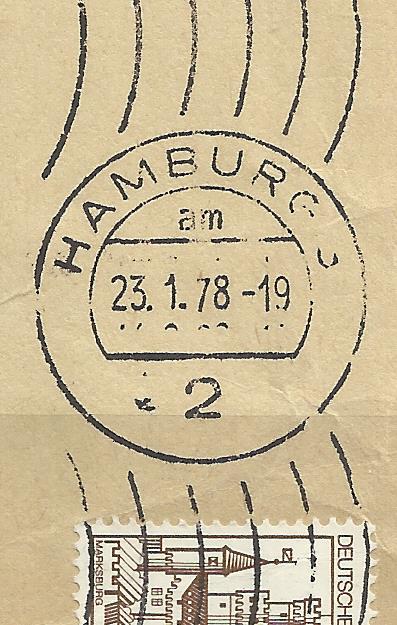 HAMBURG
am
23.1.78-19
* 2
DEUTSCHE
MARKSBURG